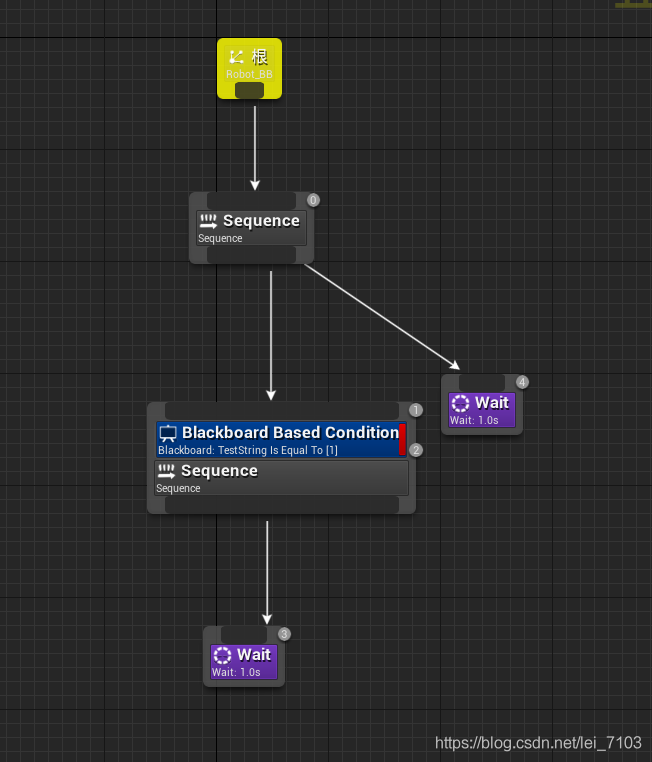 根
Robot_BB
0
Sequence
Sequence
4
Wait
Wait: 1.0s
1
Blackboard Based Condition
Blackboard: TestString Is Equal To [1]
2
Sequence
Sequence
3
Wait
Wait: 1.0s
https://blog.csdn.net/lei_7103